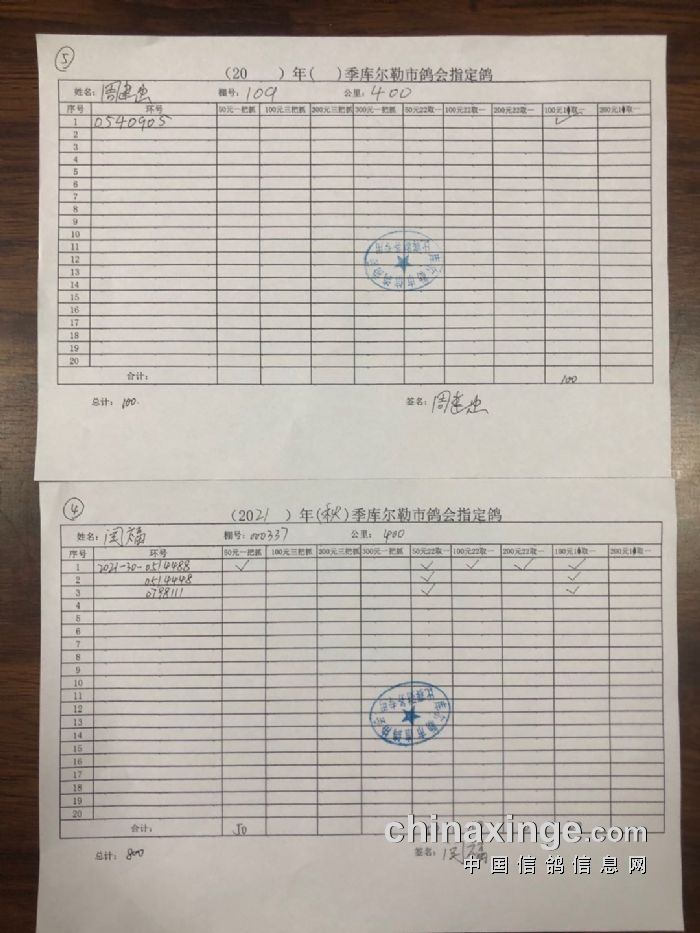 ⑤
（20 ）年（ ）季库尔勒市鸽会指定鸽
姓名：周建忠 棚号：109 公里：400
序号 环号 50元一把抓 100元三把抓 200元三把抓 300元一把抓 50元22取一 100元22取一 200元22取一 100元1取一 200元1取一
1 0540905 ✓
2
3
4
5
6
7
8
9
10
11
12
13
14
15
16
17
18
19
20
合计： 100
总计：100. 签名：周建忠
④
（2021 ）年（秋）季库尔勒市鸽会指定鸽
姓名：闫福 棚号：000337 公里：400
序号 环号 50元一把抓 100元三把抓 200元三把抓 300元一把抓 50元22取一 100元22取一 200元22取一 100元1取一 200元1取一
1 2021-30-0514488 ✓ ✓ ✓ ✓ ✓
2 0514448 ✓ ✓
3 0798111 ✓ ✓
4
5
6
7
8
9
10
11
12
13
14
15
16
17
18
19
20
合计： 50
总计：800 签名：闫福
chinaxinge.com
中国信鸽信息网